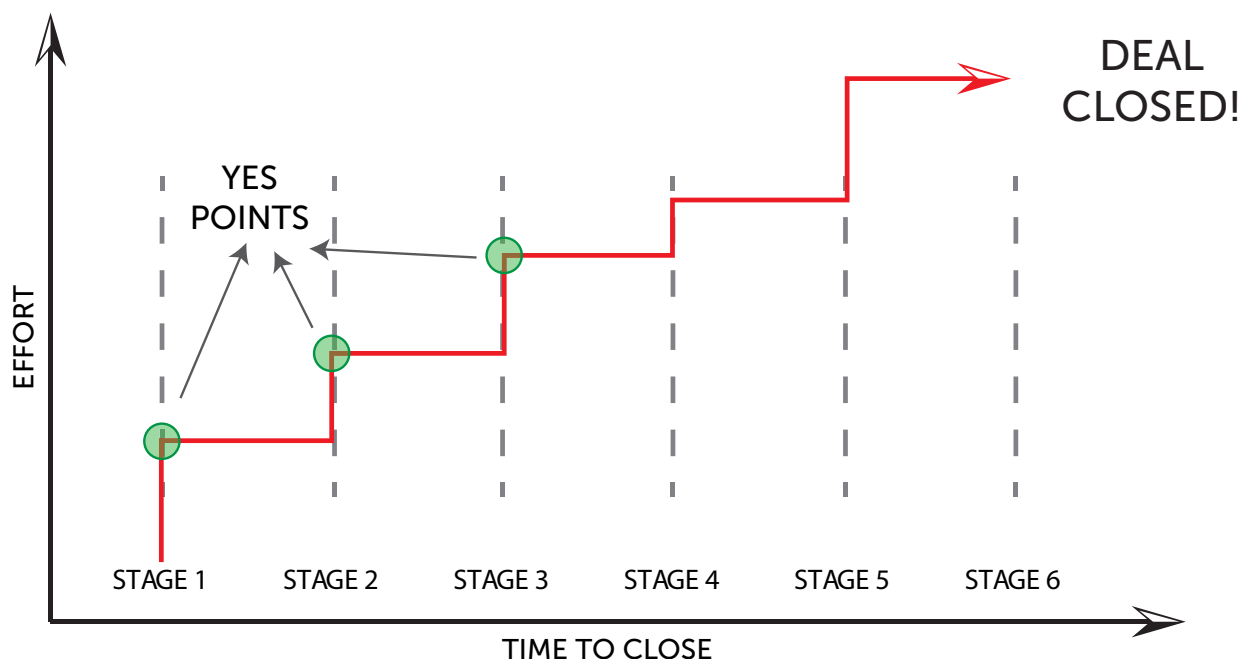 DEAL
CLOSED!
YES
POINTS
EFFORT
STAGE 1
STAGE 2
STAGE 3
STAGE 4
STAGE 5
STAGE 6
TIME TO CLOSE